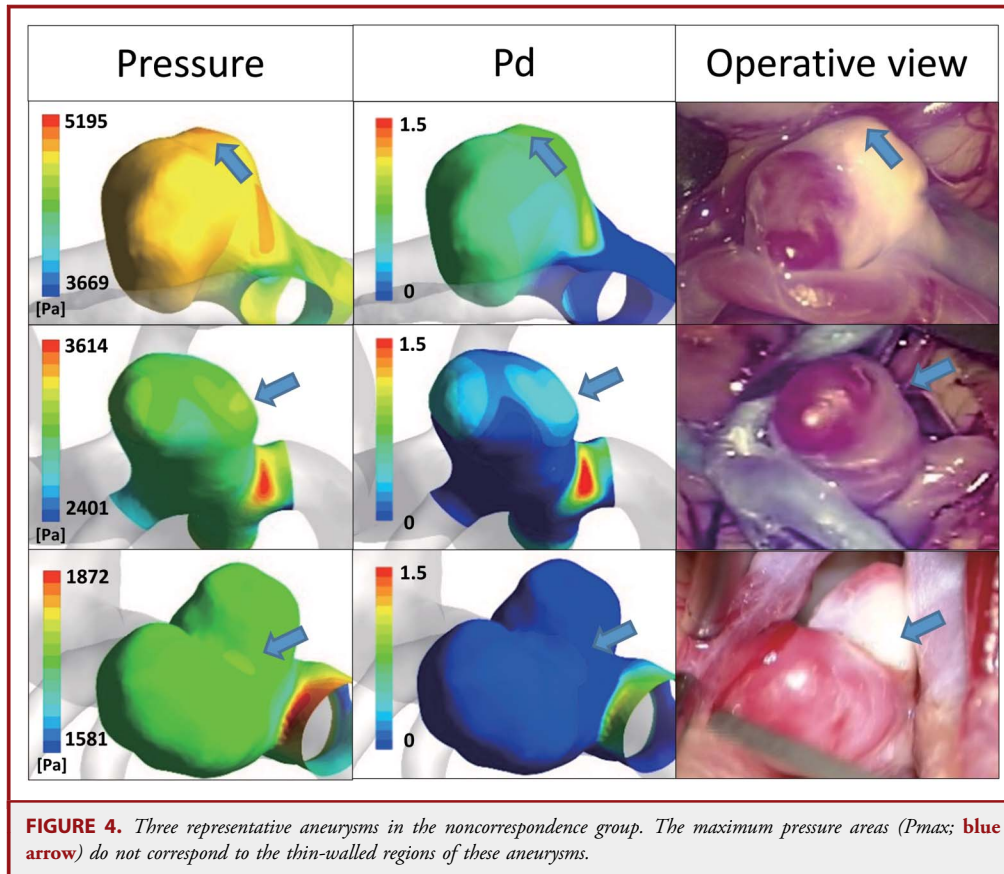 Pressure
Pd
Operative view
5195
3669
[Pa]
1.5
0
3614
2401
[Pa]
1.5
0
1872
1581
[Pa]
1.5
0
FIGURE 4. Three representative aneurysms in the noncorrespondence group. The maximum pressure areas (Pmax; blue
arrow) do not correspond to the thin-walled regions of these aneurysms.